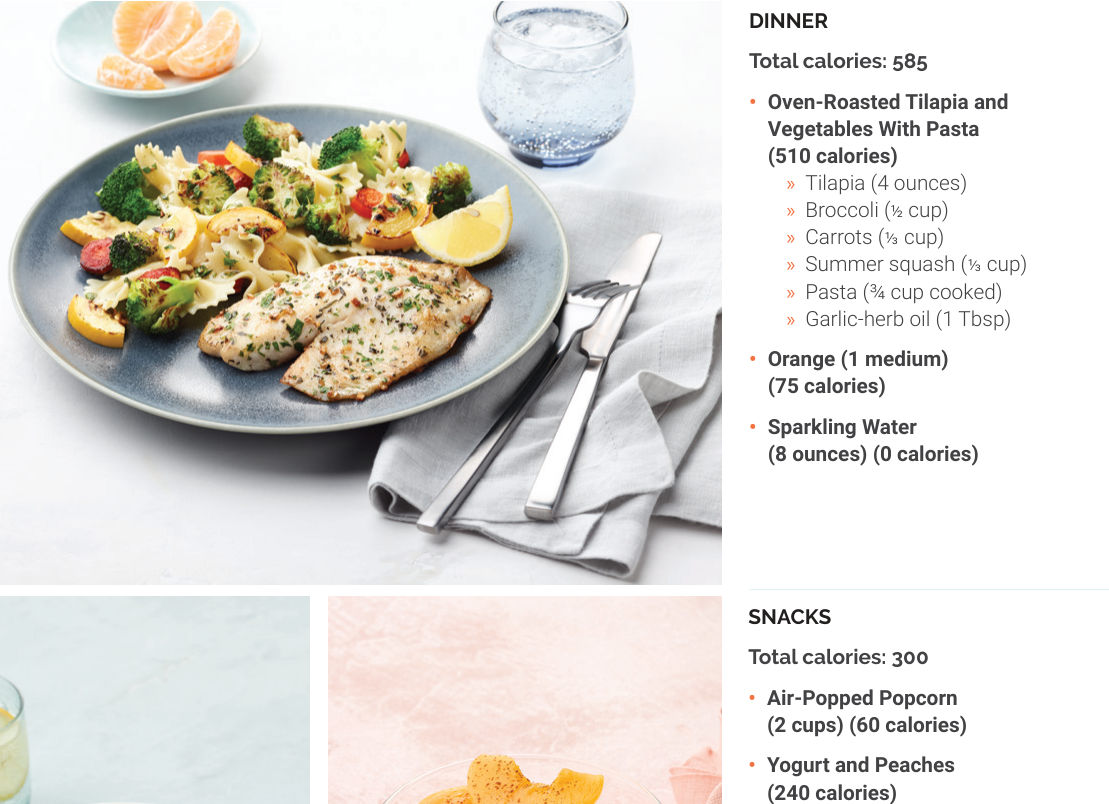 DINNER
Total calories: 585
• Oven-Roasted Tilapia and
Vegetables With Pasta
(510 calories)
» Tilapia (4 ounces)
» Broccoli (½ cup)
» Carrots (⅓ cup)
» Summer squash (⅓ cup)
» Pasta (¾ cup cooked)
» Garlic-herb oil (1 Tbsp)
• Orange (1 medium)
(75 calories)
• Sparkling Water
(8 ounces) (0 calories)
SNACKS
Total calories: 300
• Air-Popped Popcorn
(2 cups) (60 calories)
• Yogurt and Peaches
(240 calories)